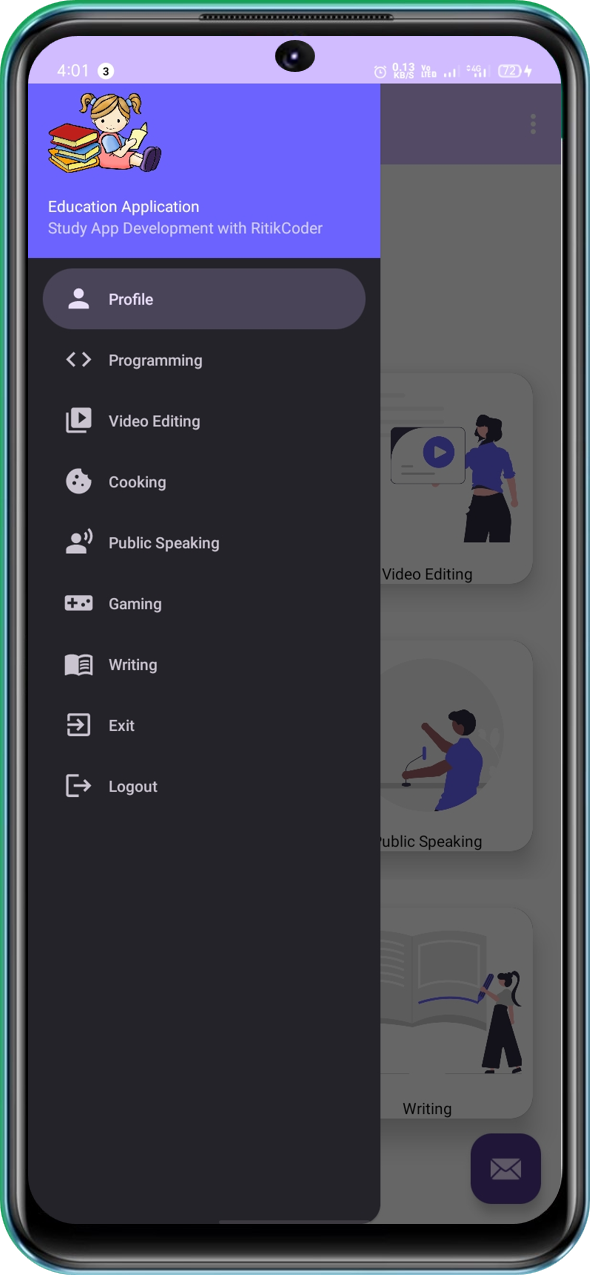 4:01 3 0.13 KB/S Vo LTE 4G 72
Education Application
Study App Development with RitikCoder
Profile
Programming
Video Editing
Cooking
Public Speaking
Gaming
Writing
Exit
Logout
Video Editing
Public Speaking
Writing